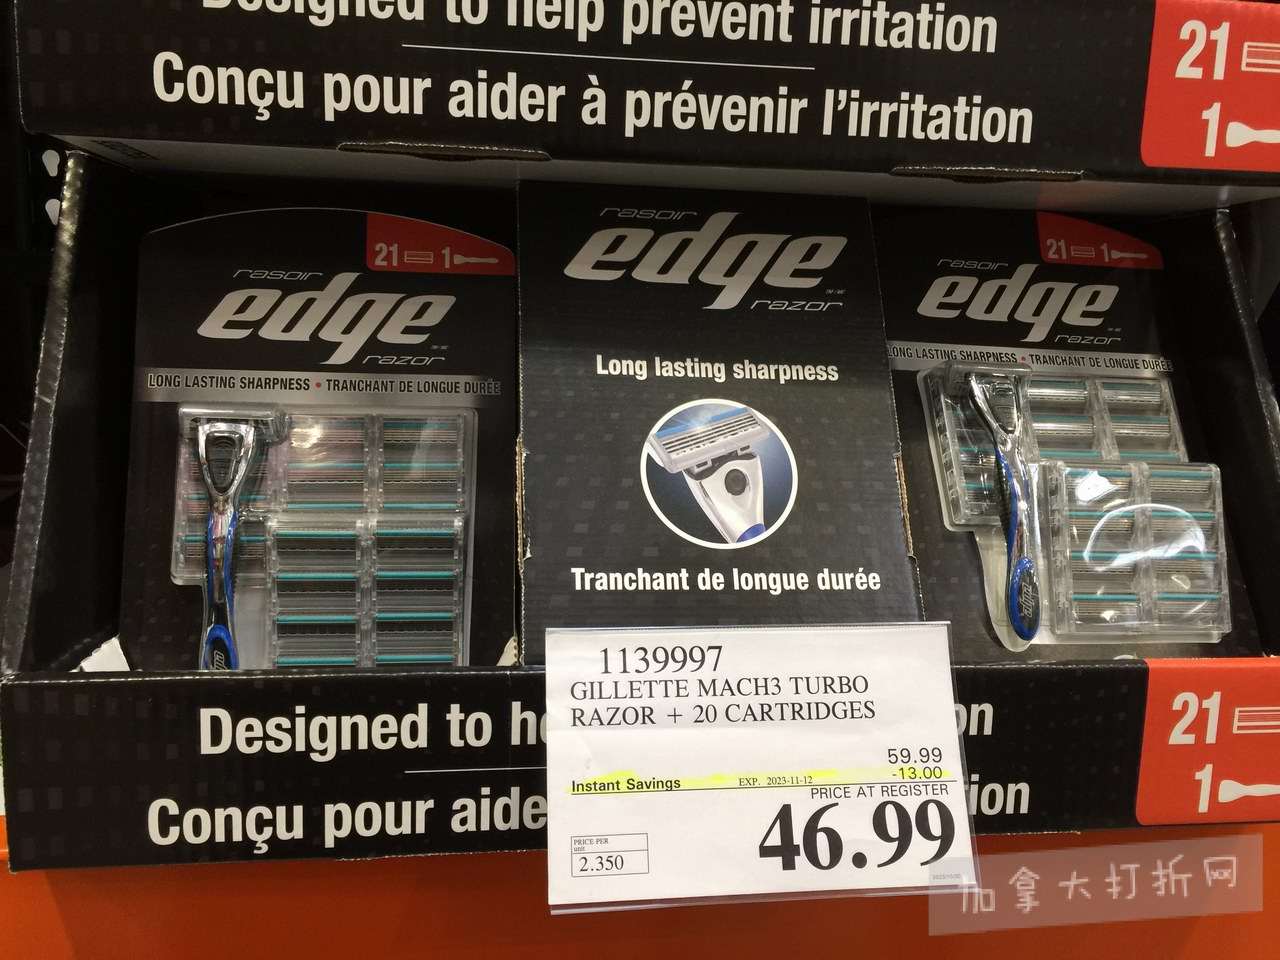 Designed to help prevent irritation
Conçu pour aider à prévenir l'irritation
21
1
21 1
rasoir
edge
razor
LONG LASTING SHARPNESS • TRANCHANT DE LONGUE DURÉE
rasoir
edge
razor
Long lasting sharpness
Tranchant de longue durée
21 1
rasoir
edge
razor
LONG LASTING SHARPNESS • TRANCHANT DE LONGUE DURÉE
edge
Designed to he
on
Conçu pour aide
ion
21
1
1139997
GILLETTE MACH3 TURBO
RAZOR + 20 CARTRIDGES
59.99
Instant Savings EXP. 2023-11-12 -13.00
PRICE AT REGISTER
46.99
PRICE PER
unit
2.350
加拿大打折网